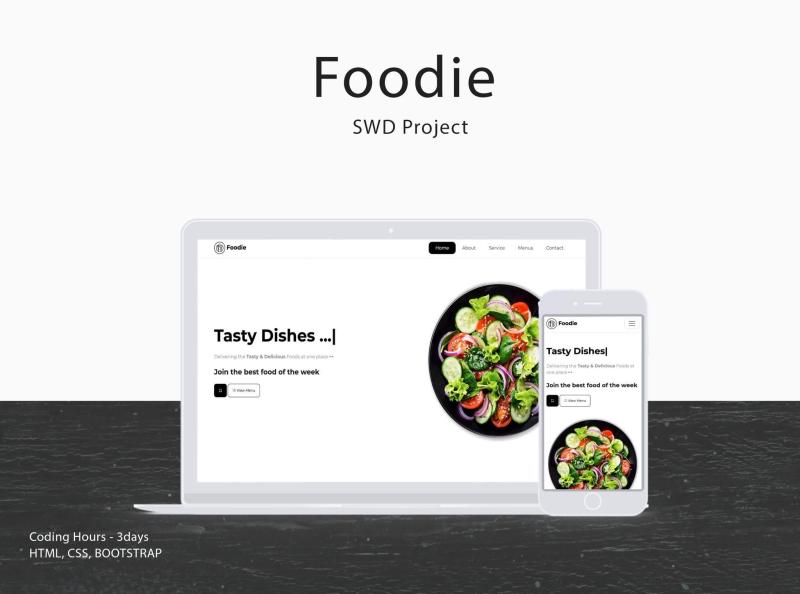 Foodie
SWD Project
Foodie
Home About Service Menus Contact
Tasty Dishes ...|
Delivering the Tasty & Delicious Foods at one place
Join the best food of the week
View Menu
Foodie
Tasty Dishes|
Delivering the Tasty & Delicious Foods at
one place
Join the best food of the week
View Menu
Coding Hours - 3days
HTML, CSS, BOOTSTRAP